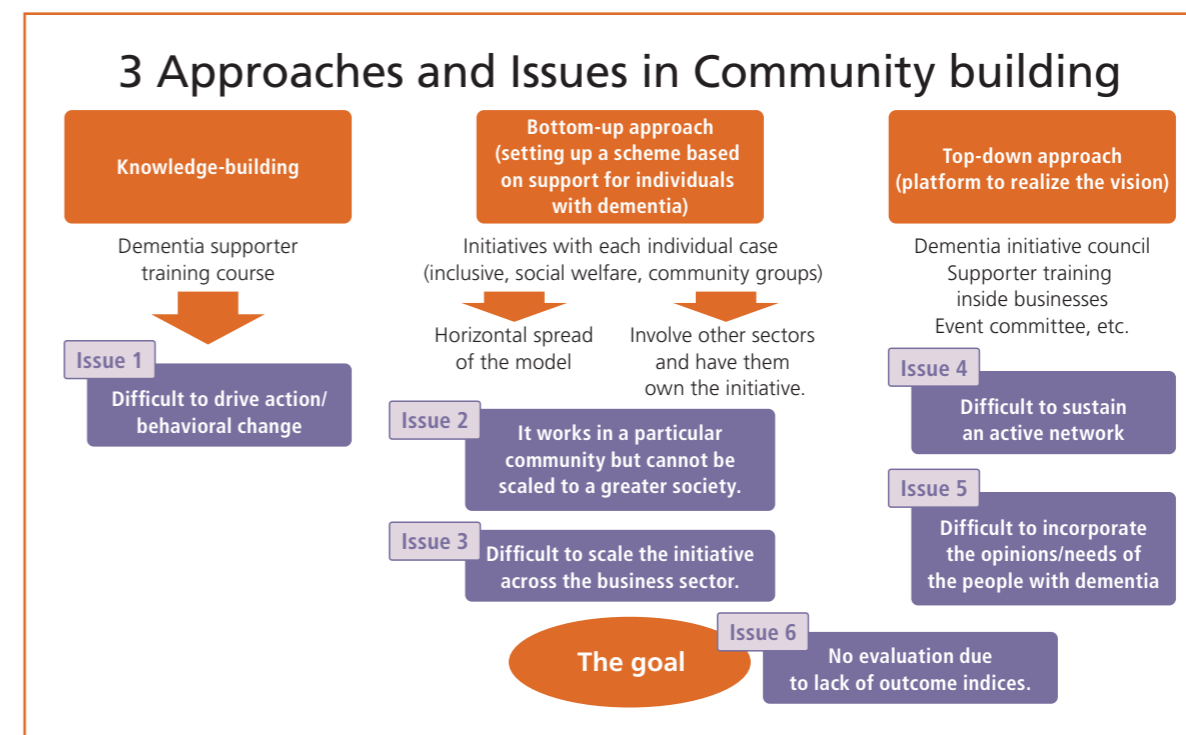 3 Approaches and Issues in Community building
Knowledge-building
Dementia supporter
training course
Issue 1
Difficult to drive action/
behavioral change
Bottom-up approach
(setting up a scheme based
on support for individuals
with dementia)
Initiatives with each individual case
(inclusive, social welfare, community groups)
Horizontal spread
of the model
Involve other sectors
and have them
own the initiative.
Issue 2
It works in a particular
community but cannot be
scaled to a greater society.
Issue 3
Difficult to scale the initiative
across the business sector.
Top-down approach
(platform to realize the vision)
Dementia initiative council
Supporter training
inside businesses
Event committee, etc.
Issue 4
Difficult to sustain
an active network
Issue 5
Difficult to incorporate
the opinions/needs of
the people with dementia
The goal
Issue 6
No evaluation due
to lack of outcome indices.